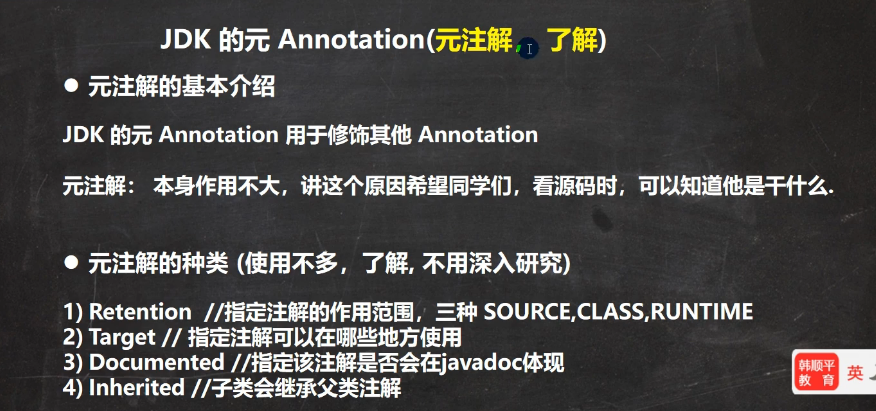 JDK 的元 Annotation(元注解, 了解)
● 元注解的基本介绍
JDK 的元 Annotation 用于修饰其他 Annotation
元注解： 本身作用不大，讲这个原因希望同学们，看源码时，可以知道他是干什么.
● 元注解的种类 (使用不多，了解, 不用深入研究)
1) Retention //指定注解的作用范围，三种 SOURCE,CLASS,RUNTIME
2) Target // 指定注解可以在哪些地方使用
3) Documented //指定该注解是否会在javadoc体现
4) Inherited //子类会继承父类注解
韩顺平
教育
英